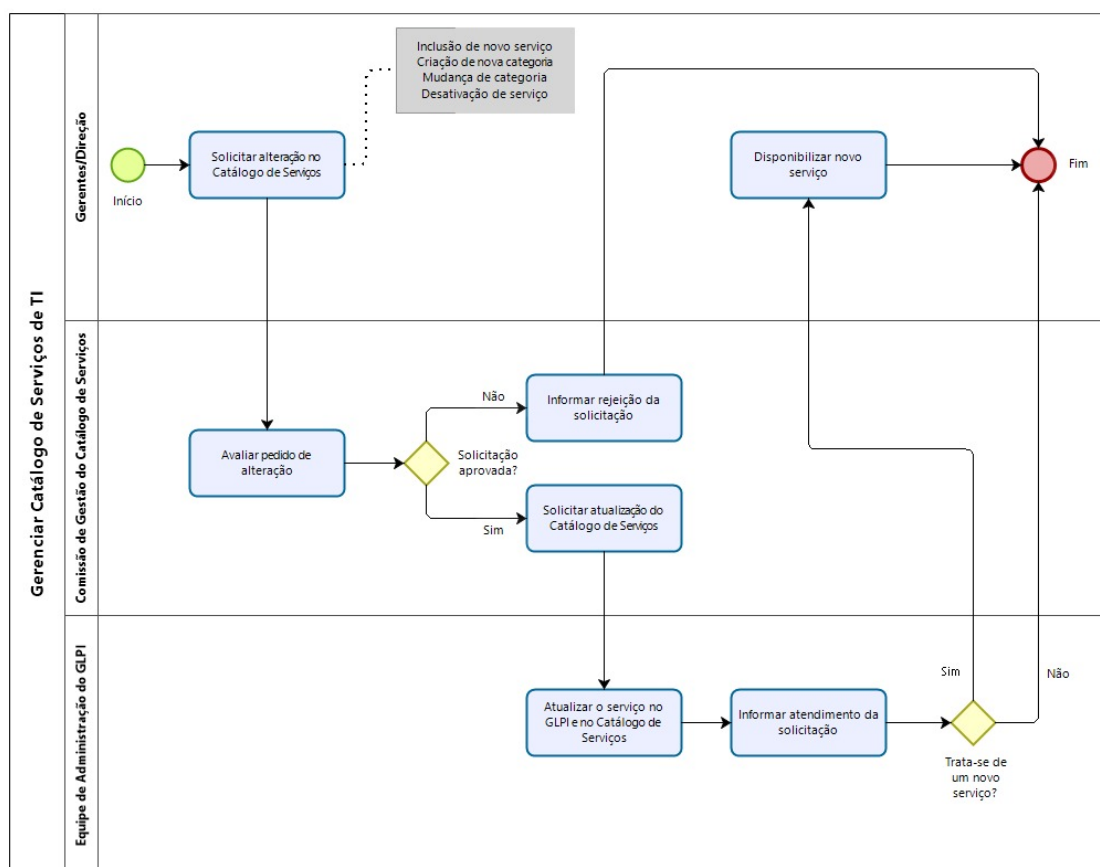 Gerenciar Catálogo de Serviços de TI
Gerentes/Direção
Inclusão de novo serviço
Criação de nova categoria
Mudança de categoria
Desativação de serviço
Início
Solicitar alteração no
Catálogo de Serviços
Disponibilizar novo
serviço
Fim
Comissão de Gestão do Catálogo de Serviços
Avaliar pedido de
alteração
Solicitação
aprovada?
Não
Informar rejeição da
solicitação
Sim
Solicitar atualização do
Catálogo de Serviços
Equipe de Administração do GLPI
Atualizar o serviço no
GLPI e no Catálogo de
Serviços
Informar atendimento da
solicitação
Sim
Não
Trata-se de
um novo
serviço?